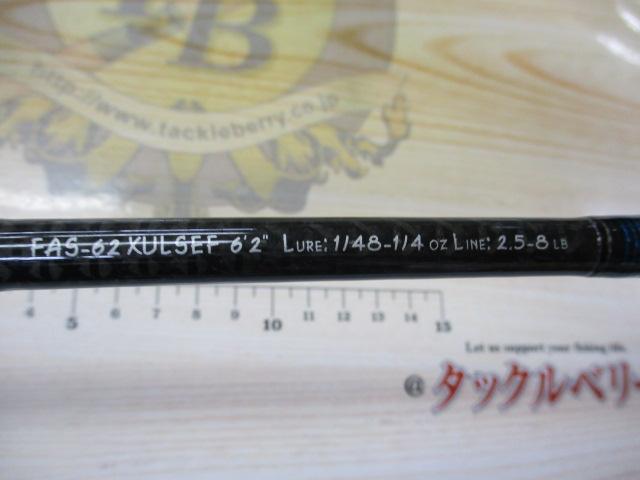 B
http://www.tackleberry.co.jp
FAS-62 XULSEF 6'2" LURE: 1/48-1/4 OZ LINE: 2.5-8 LB
5 6 7 8 9 10 11 12 13 14 15
Let us support your fishing life.
@タックルベリー